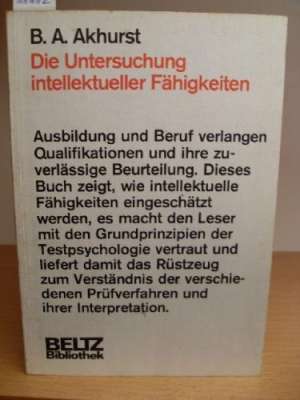 B. A. Akhurst
Die Untersuchung
intellektueller Fähigkeiten
Ausbildung und Beruf verlangen
Qualifikationen und ihre zu-
verlässige Beurteilung. Dieses
Buch zeigt, wie intellektuelle
Fähigkeiten eingeschätzt
werden, es macht den Leser
mit den Grundprinzipien der
Testpsychologie vertraut und
liefert damit das Rüstzeug
zum Verständnis der verschie-
denen Prüfverfahren und
ihrer Interpretation.
BELTZ
Bibliothek